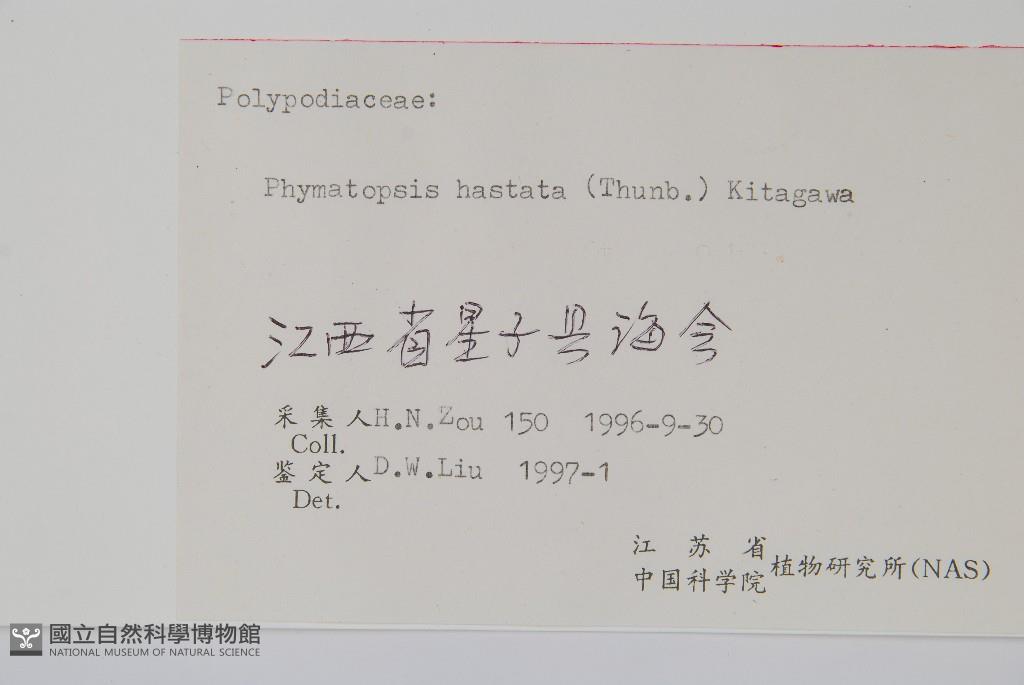 Polypodiaceae:
Phymatopsis hastata (Thunb.) Kitagawa
江西省星子县海会
采集人H.N.Zou 150 1996-9-30
Coll.
鉴定人D.W.Liu 1997-1
Det.
江苏省
中国科学院植物研究所(NAS)
國立自然科學博物館
NATIONAL MUSEUM OF NATURAL SCIENCE